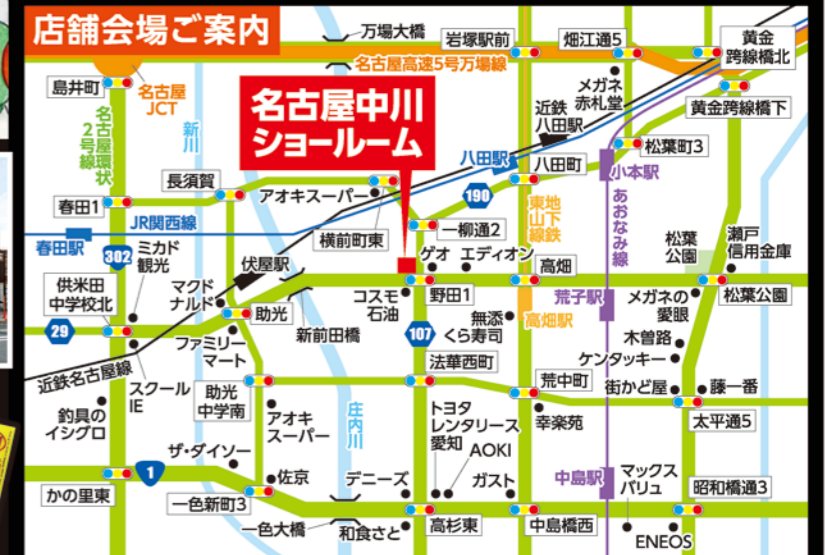 店舗会場ご案内
万場大橋
岩塚駅前
畑江通5
黄金
跨線橋北
名古屋高速5号万場線
島井町
名古屋
JCT
メガネ
赤札堂
黄金跨線橋下
名古屋環状
2号線
新川
名古屋中川
ショールーム
近鉄
八田駅
八田駅
八田町
松葉町3
小本駅
長須賀
アオキスーパー
190
春田1
東山線
地下鉄
あおなみ線
JR関西線
横前町東
一柳通2
春田駅
302
ミカド
観光
伏屋駅
ゲオ
エディオン
高畑
松葉
公園
瀬戸
信用金庫
供米田
中学校北
マクド
ナルド
コスモ
石油
野田1
荒子駅
メガネの
愛眼
松葉公園
29
助光
新前田橋
107
無添
くら寿司
高畑駅
木曽路
ファミリー
マート
法華西町
ケンタッキー
近鉄名古屋線
スクール
IE
助光
中学南
荒中町
街かど屋
藤一番
釣具の
イシグロ
アオキ
スーパー
庄内川
トヨタ
レンタリース
愛知
幸楽苑
太平通5
ザ・ダイソー
AOKI
1
佐京
デニーズ
ガスト
中島駅
マックス
バリュ
昭和橋通3
かの里東
一色新町3
一色大橋
和食さと
高杉東
中島橋西
ENEOS